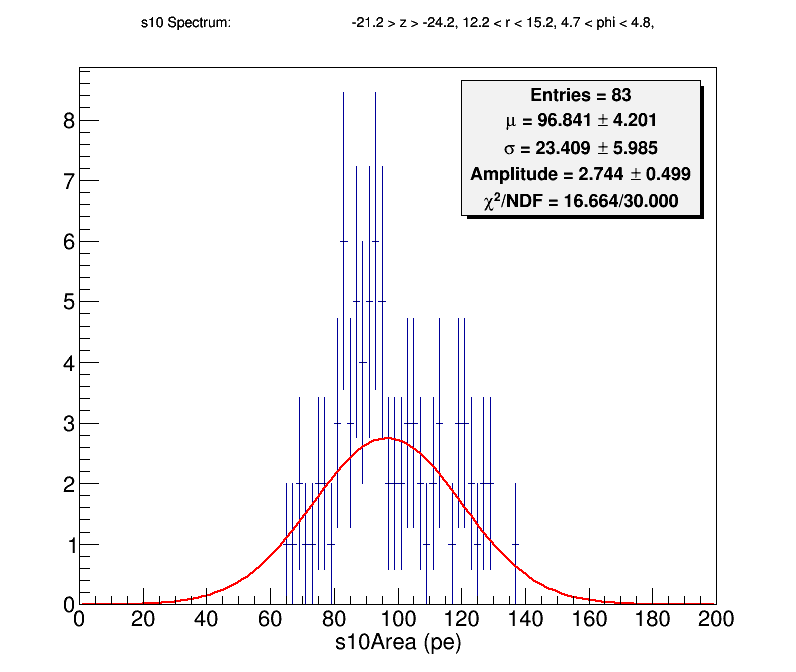 s10 Spectrum: -21.2 > z > -24.2, 12.2 < r < 15.2, 4.7 < phi < 4.8,
Entries = 83
μ = 96.841 ± 4.201
σ = 23.409 ± 5.985
Amplitude = 2.744 ± 0.499
χ²/NDF = 16.664/30.000
8
7
6
5
4
3
2
1
0
0 20 40 60 80 100 120 140 160 180 200
s10Area (pe)